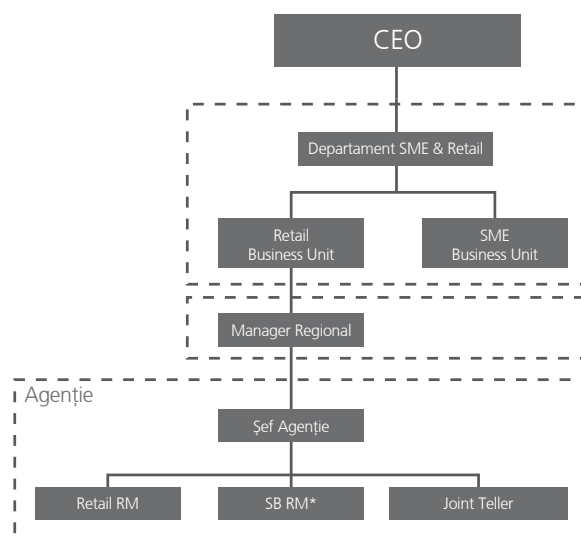 CEO
Departament SME & Retail
Retail
Business Unit
SME
Business Unit
Manager Regional
Agenție
Șef Agenție
Retail RM
SB RM*
Joint Teller